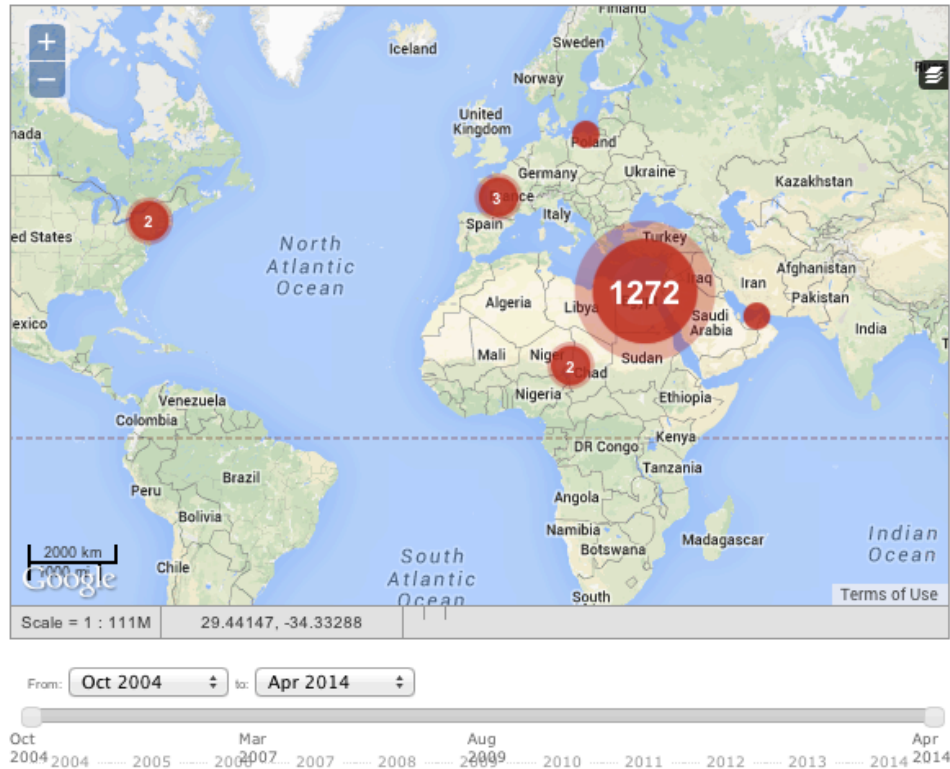 Finland
Iceland
Sweden
Norway
United
Kingdom
Poland
nada
Germany
Ukraine
Kazakhstan
3
2
Italy
Spain
ed States
Turkey
North
Atlantic
Ocean
Iraq
Iran
Afghanistan
Pakistan
1272
Algeria
Libya
Saudi
Arabia
India
exico
Mali
Niger
2
Chad
Sudan
Nigeria
Ethiopia
Venezuela
Colombia
DR Congo
Kenya
Tanzania
Brazil
Peru
Angola
Bolivia
Namibia
Botswana
Madagascar
Indian
Ocean
2000 km
Google
Chile
South
Atlantic
Ocean
South
Terms of Use
Scale = 1 : 111M
29.44147, -34.33288
From: Oct 2004 to: Apr 2014
Oct
2004
Mar
2007
Aug
2009
Apr
2014
2004 2005 2006 2007 2008 2009 2010 2011 2012 2013 2014